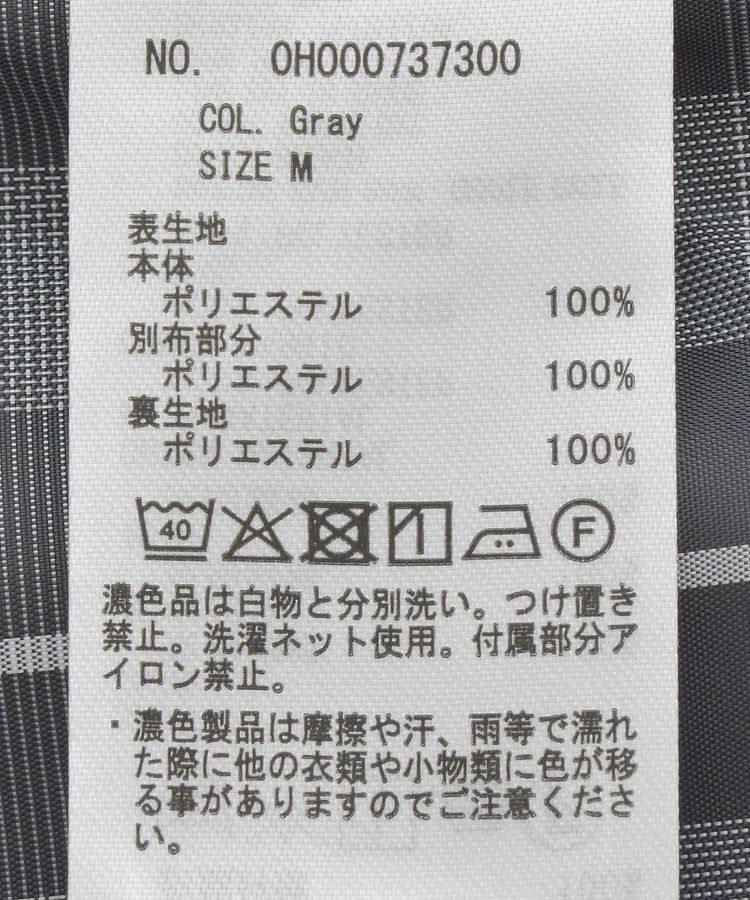 NO. 0H000737300
COL. Gray
SIZE M
表生地
本体
ポリエステル 100%
別布部分
ポリエステル 100%
裏生地
ポリエステル 100%
40 F
濃色品は白物と分別洗い。つけ置き
禁止。洗濯ネット使用。付属部分ア
イロン禁止。
・濃色製品は摩擦や汗、雨等で濡れ
た際に他の衣類や小物類に色が移
る事がありますのでご注意くださ
い。